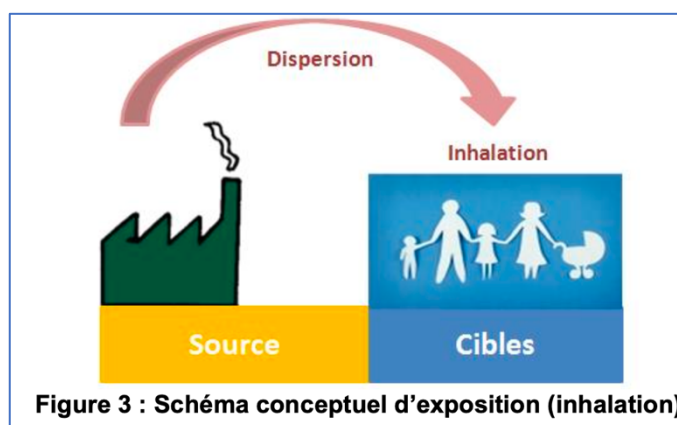 Dispersion
Inhalation
Source
Cibles
Figure 3 : Schéma conceptuel d’exposition (inhalation)